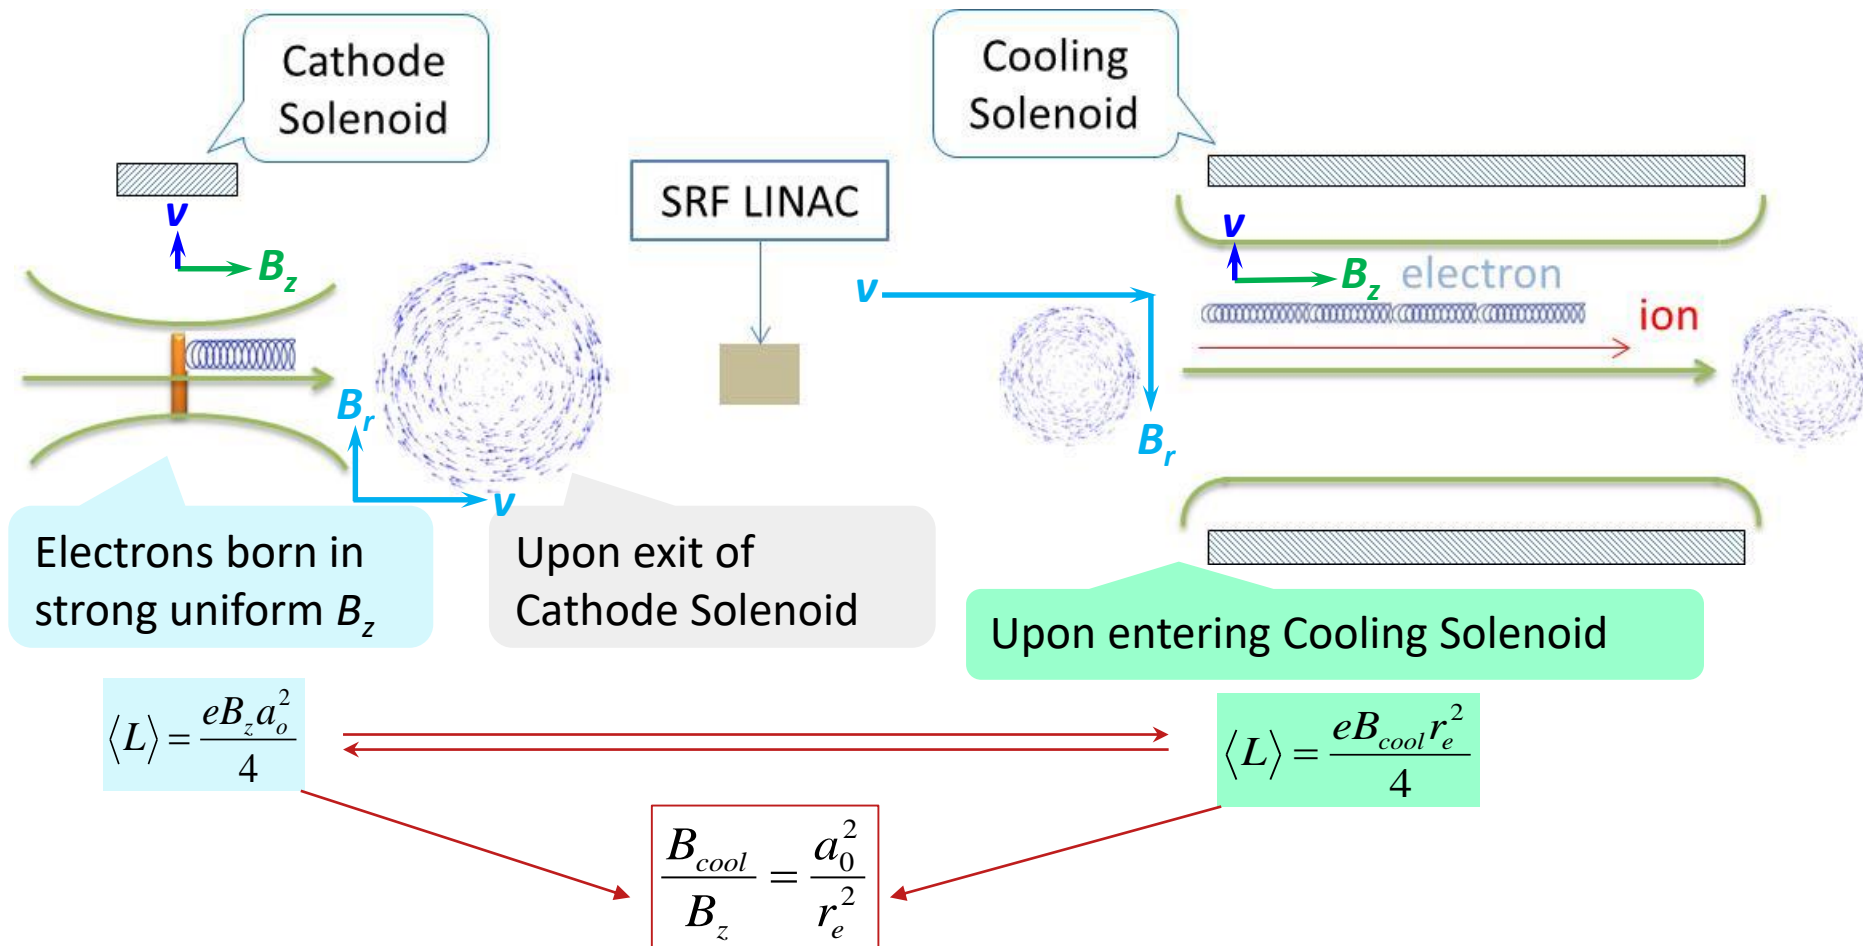 Cathode
Solenoid
Cooling
Solenoid
SRF LINAC
v
B_z
v
B_z
electron
v
ion
B_r
v
B_r
Electrons born in
strong uniform B_z
Upon exit of
Cathode Solenoid
Upon entering Cooling Solenoid
⟨L⟩ = eB_z a_o^2 / 4
⟨L⟩ = eB_cool r_e^2 / 4
B_cool / B_z = a_0^2 / r_e^2